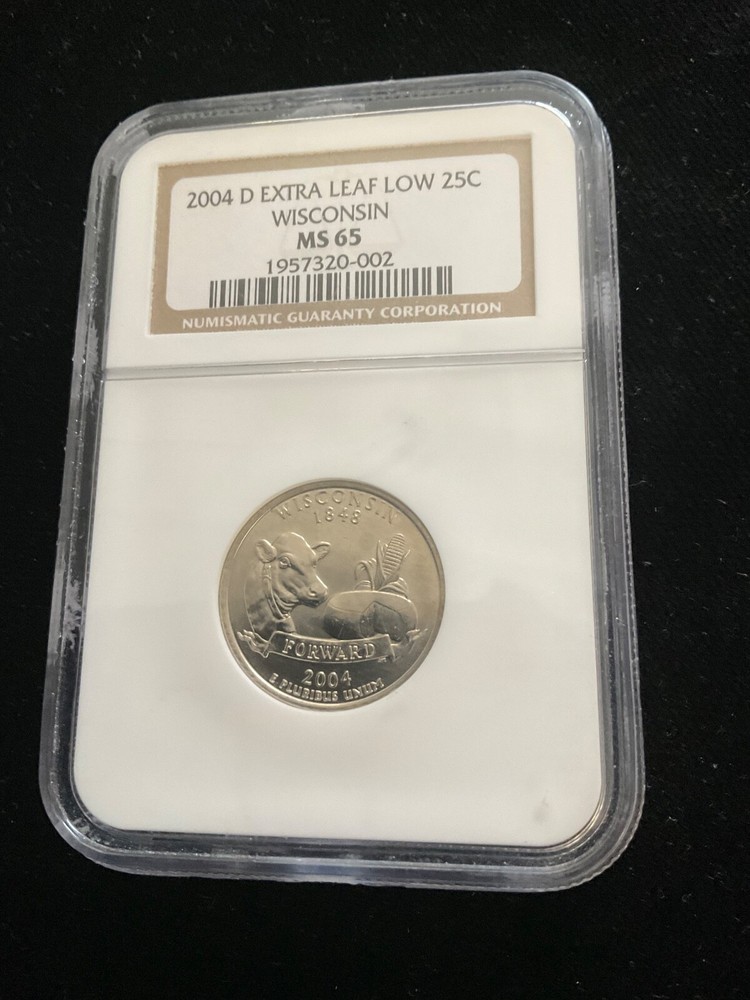 2004 D EXTRA LEAF LOW 25C
WISCONSIN
MS 65
1957320-002
NUMISMATIC GUARANTY CORPORATION
WISCONSIN
1848
FORWARD
2004
E PLURIBUS UNUM